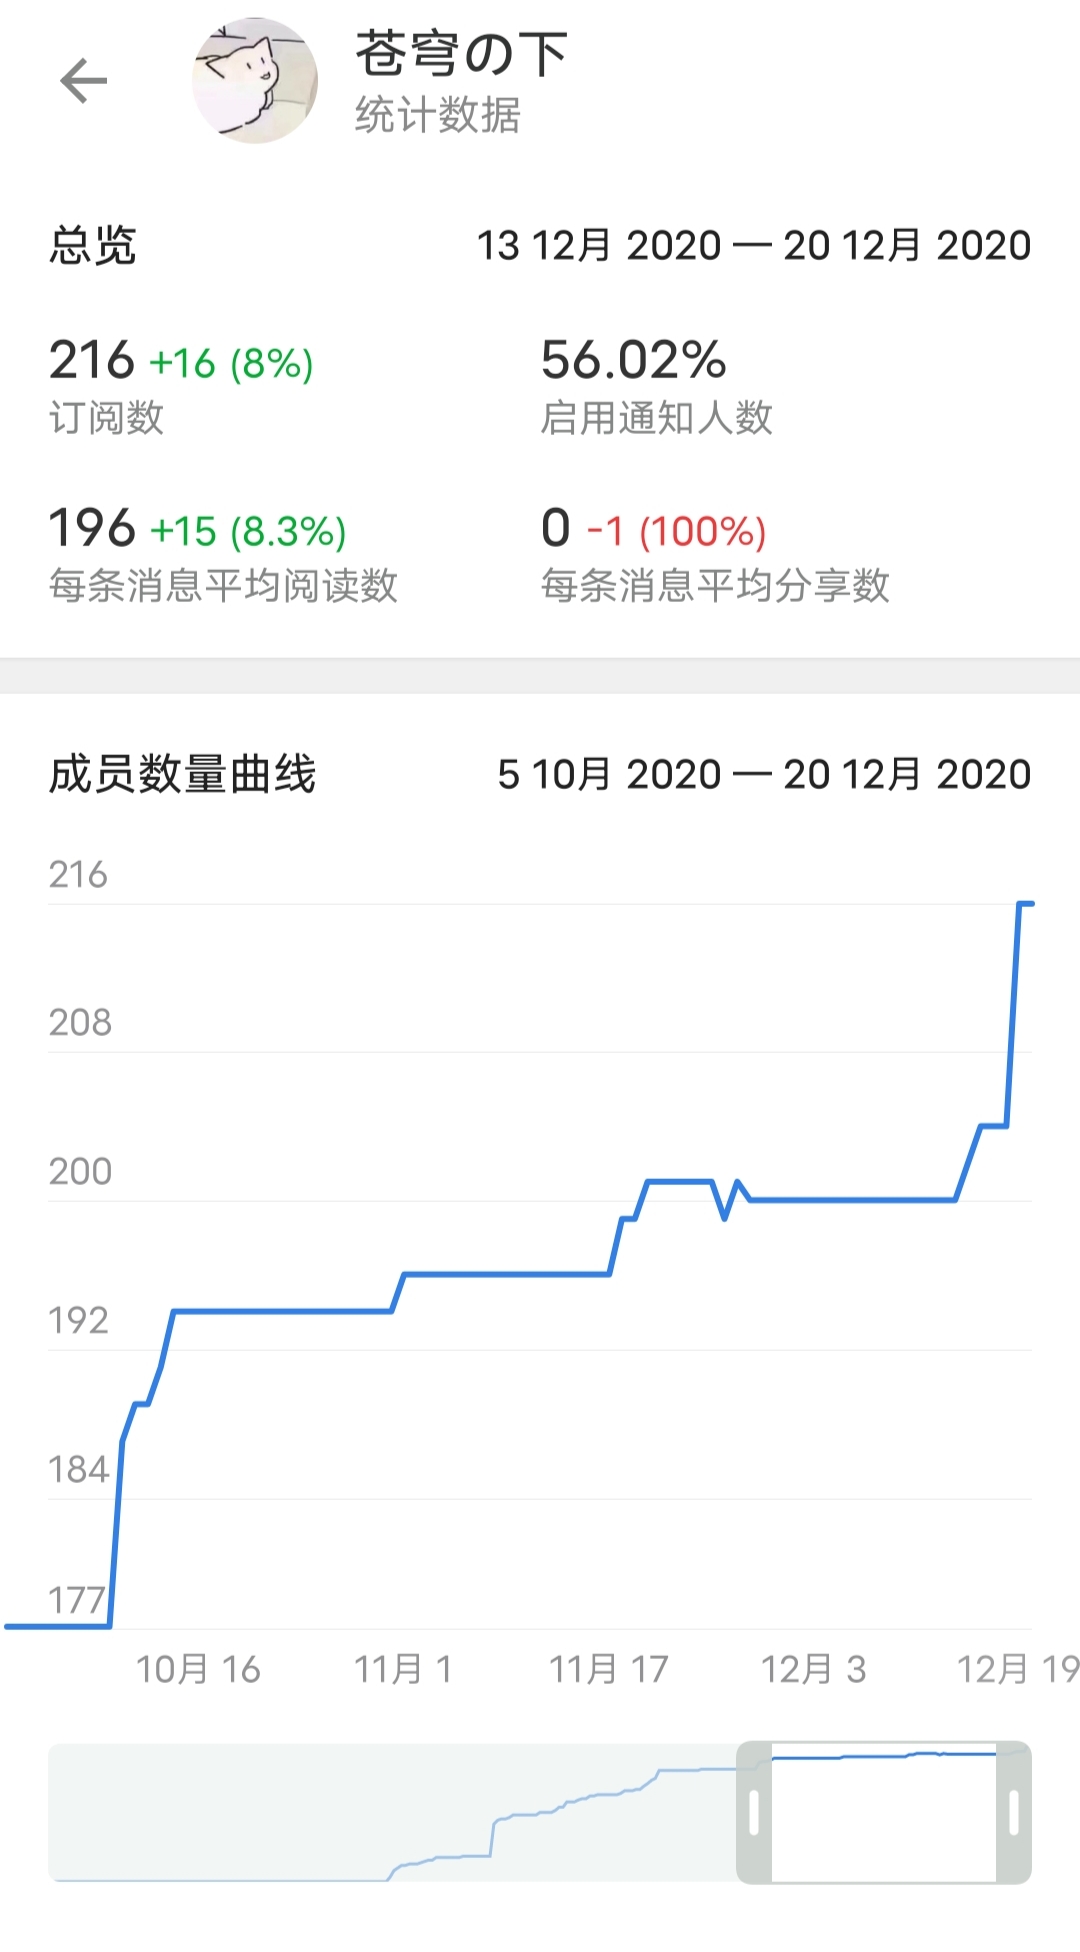 苍穹の下
统计数据
总览 13 12月 2020 — 20 12月 2020
216 +16 (8%) 56.02%
订阅数 启用通知人数
196 +15 (8.3%) 0 -1 (100%)
每条消息平均阅读数 每条消息平均分享数
成员数量曲线 5 10月 2020 — 20 12月 2020
216
208
200
192
184
177
10月 16 11月 1 11月 17 12月 3 12月 19